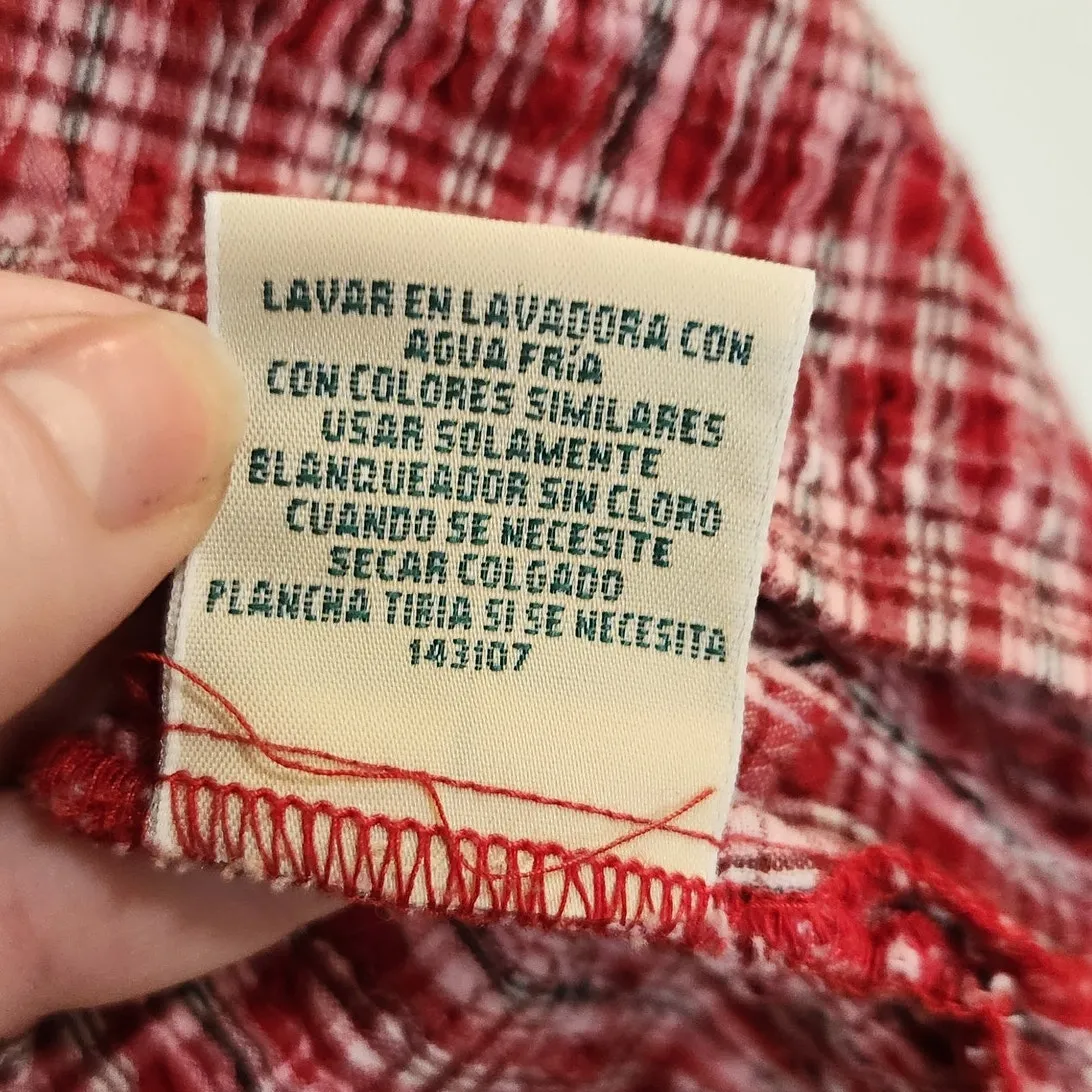 LAVAR EN LAVADORA CON
AGUA FRÍA
CON COLORES SIMILARES
USAR SOLAMENTE
BLANQUEADOR SIN CLORO
CUANDO SE NECESITE
SECAR COLGADO
PLANCHA TIBIA SI SE NECESITA
143107